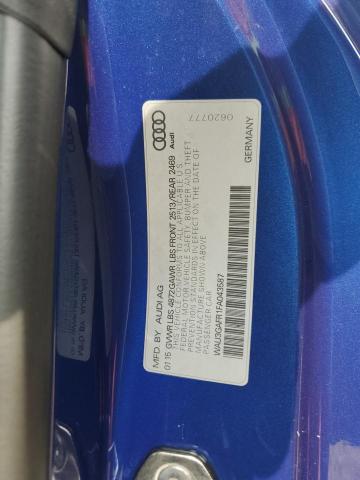 MFD. BY AUDI AG
01.15 GVWR LBS 4872 GAWR LBS FRONT 2513/REAR 2469
THIS VEHICLE CONFORMS TO ALL APPLICABLE U.S.
FEDERAL MOTOR VEHICLE SAFETY, BUMPER AND THEFT
PREVENTION STANDARDS IN EFFECT ON THE DATE OF
MANUFACTURE SHOWN ABOVE.
PASSENGER CAR
WAU3GAFR1FA043587
GERMANY
Audi
0620777